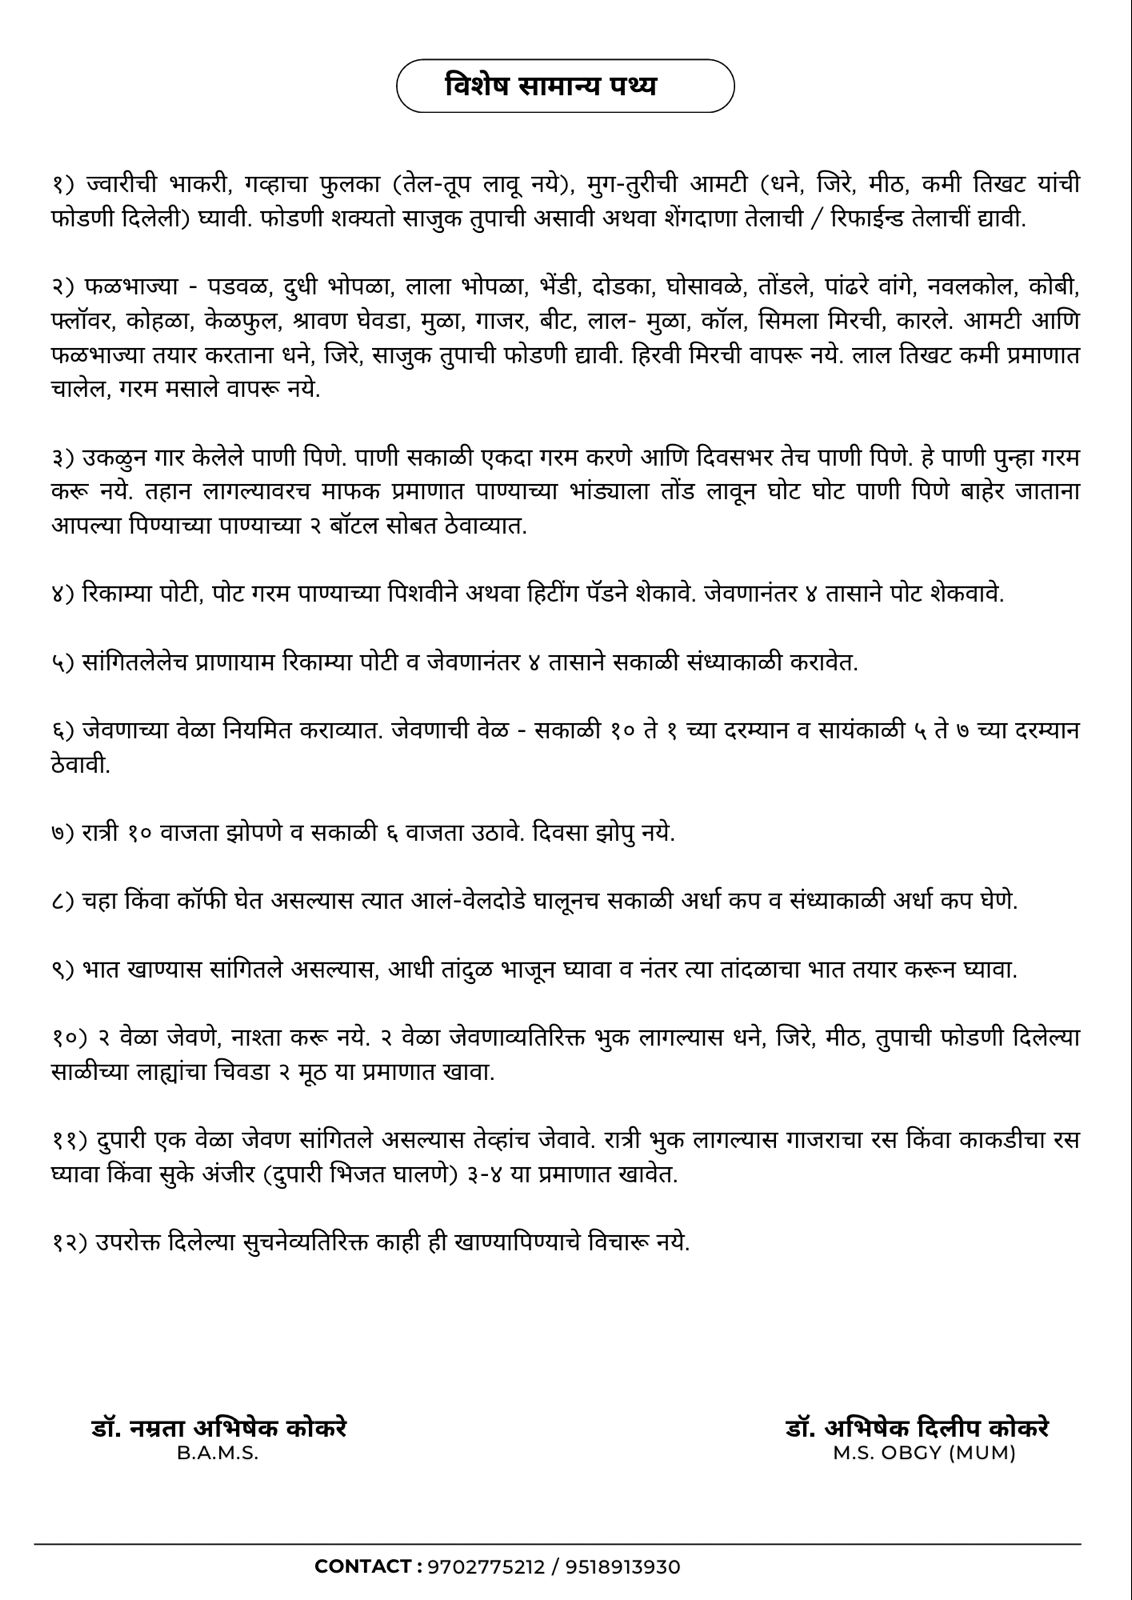 विशेष सामान्य पथ्य
१) ज्वारीची भाकरी, गव्हाचा फुलका (तेल-तूप लावू नये), मुग-तुरीची आमटी (धने, जिरे, मीठ, कमी तिखट यांची
फोडणी दिलेली) घ्यावी. फोडणी शक्यतो साजुक तुपाची असावी अथवा शेंगदाणा तेलाची / रिफाईन्ड तेलाचीं द्यावी.
२) फळभाज्या - पडवळ, दुधी भोपळा, लाला भोपळा, भेंडी, दोडका, घोसावळे, तोंडले, पांढरे वांगे, नवलकोल, कोबी,
फ्लॉवर, कोहळा, केळफुल, श्रावण घेवडा, मुळा, गाजर, बीट, लाल- मुळा, कॉल, सिमला मिरची, कारले. आमटी आणि
फळभाज्या तयार करताना धने, जिरे, साजुक तुपाची फोडणी द्यावी. हिरवी मिरची वापरू नये. लाल तिखट कमी प्रमाणात
चालेल, गरम मसाले वापरू नये.
३) उकळुन गार केलेले पाणी पिणे. पाणी सकाळी एकदा गरम करणे आणि दिवसभर तेच पाणी पिणे. हे पाणी पुन्हा गरम
करू नये. तहान लागल्यावरच माफक प्रमाणात पाण्याच्या भांड्याला तोंड लावून घोट घोट पाणी पिणे बाहेर जाताना
आपल्या पिण्याच्या पाण्याच्या २ बॉटल सोबत ठेवाव्यात.
४) रिकाम्या पोटी, पोट गरम पाण्याच्या पिशवीने अथवा हिटींग पॅडने शेकावे. जेवणानंतर ४ तासाने पोट शेकवावे.
५) सांगितलेलेच प्राणायाम रिकाम्या पोटी व जेवणानंतर ४ तासाने सकाळी संध्याकाळी करावेत.
६) जेवणाच्या वेळा नियमित कराव्यात. जेवणाची वेळ - सकाळी १० ते १ च्या दरम्यान व सायंकाळी ५ ते ७ च्या दरम्यान
ठेवावी.
७) रात्री १० वाजता झोपणे व सकाळी ६ वाजता उठावे. दिवसा झोपु नये.
८) चहा किंवा कॉफी घेत असल्यास त्यात आलं-वेलदोडे घालूनच सकाळी अर्धा कप व संध्याकाळी अर्धा कप घेणे.
९) भात खाण्यास सांगितले असल्यास, आधी तांदुळ भाजून घ्यावा व नंतर त्या तांदळाचा भात तयार करून घ्यावा.
१०) २ वेळा जेवणे, नाश्ता करू नये. २ वेळा जेवणाव्यतिरिक्त भुक लागल्यास धने, जिरे, मीठ, तुपाची फोडणी दिलेल्या
साळीच्या लाह्यांचा चिवडा २ मूठ या प्रमाणात खावा.
११) दुपारी एक वेळा जेवण सांगितले असल्यास तेव्हांच जेवावे. रात्री भुक लागल्यास गाजराचा रस किंवा काकडीचा रस
घ्यावा किंवा सुके अंजीर (दुपारी भिजत घालणे) ३-४ या प्रमाणात खावेत.
१२) उपरोक्त दिलेल्या सुचनेव्यतिरिक्त काही ही खाण्यापिण्याचे विचारू नये.
डॉ. नम्रता अभिषेक कोकरे
B.A.M.S.
डॉ. अभिषेक दिलीप कोकरे
M.S. OBGY (MUM)
CONTACT : 9702775212 / 9518913930